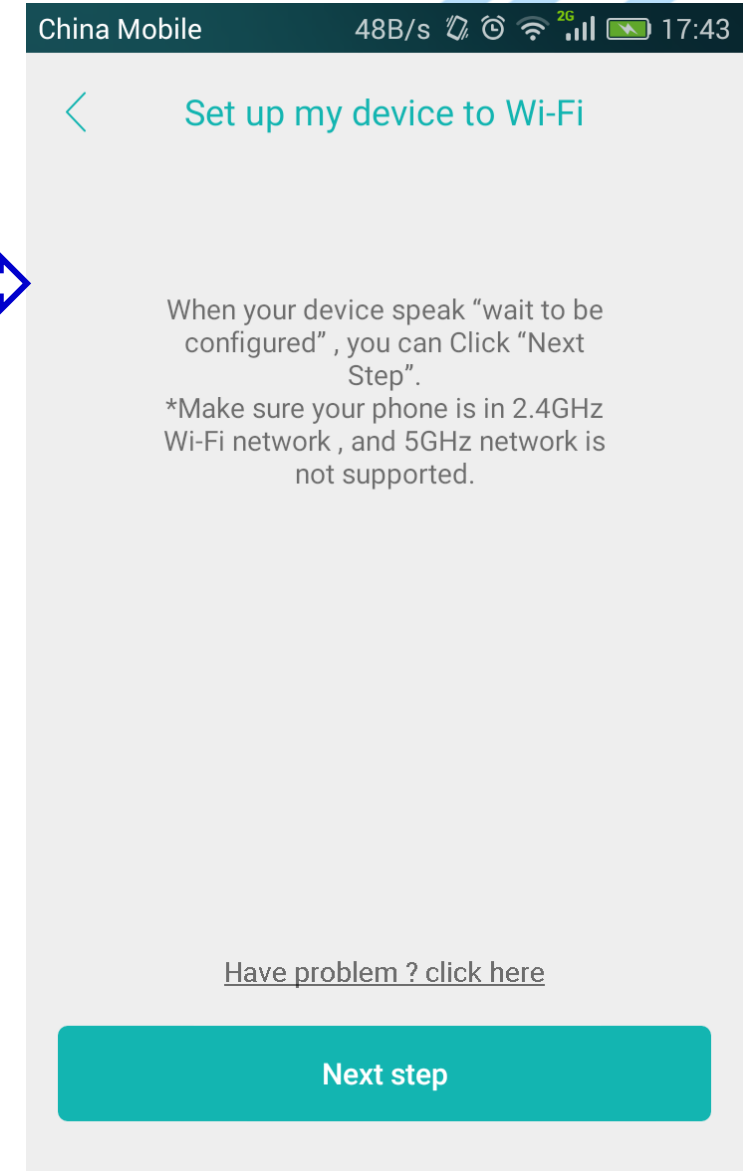 China Mobile 48B/s 2G 17:43
Set up my device to Wi-Fi
When your device speak “wait to be
configured” , you can Click “Next
Step”.
*Make sure your phone is in 2.4GHz
Wi-Fi network , and 5GHz network is
not supported.
Have problem ? click here
Next step